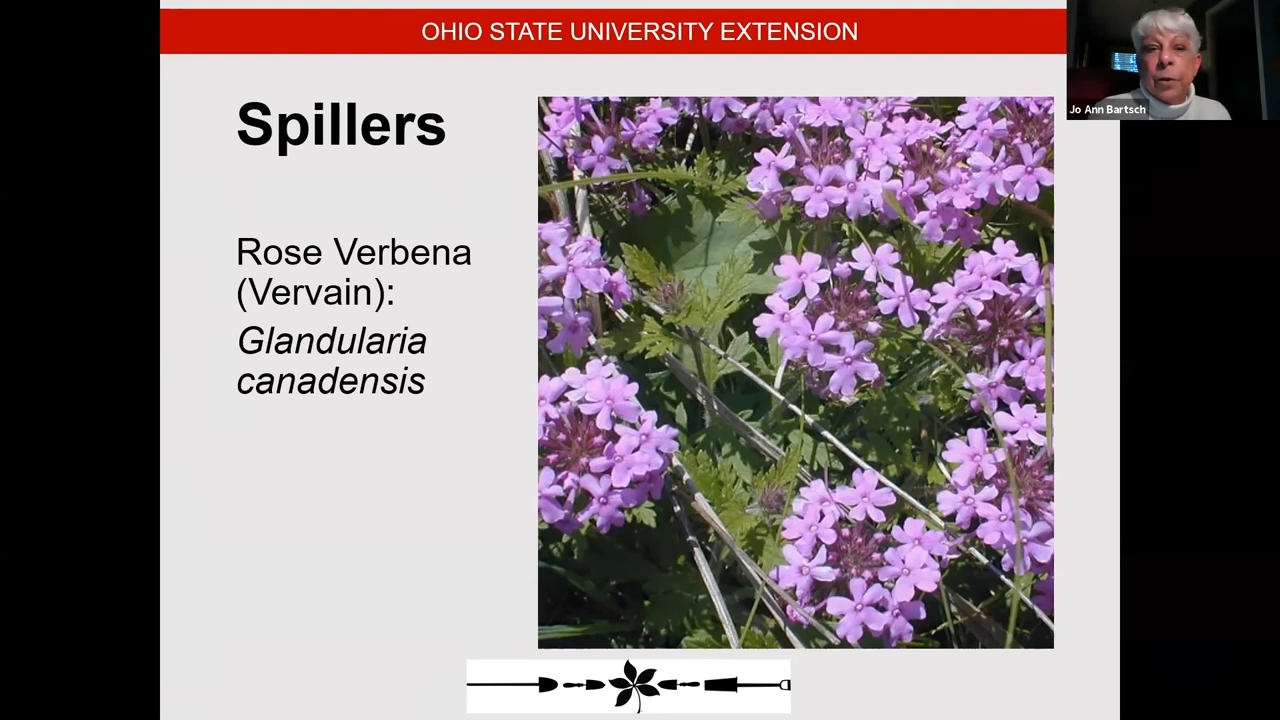 OHIO STATE UNIVERSITY EXTENSION
Jo Ann Bartsch
Spillers
Rose Verbena
(Vervain):
Glandularia
canadensis